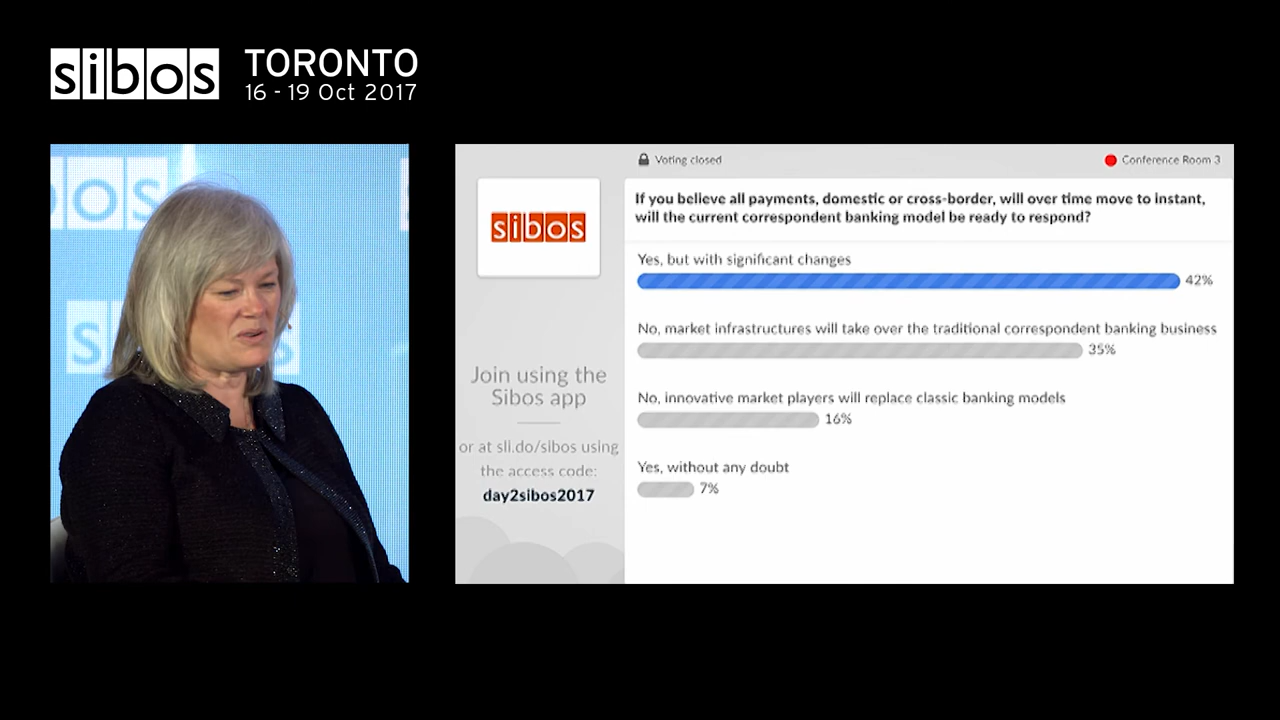 sibos TORONTO
16 - 19 Oct 2017
sibos
s
Voting closed
Conference Room 3
sibos
If you believe all payments, domestic or cross-border, will over time move to instant,
will the current correspondent banking model be ready to respond?
Yes, but with significant changes
42%
No, market infrastructures will take over the traditional correspondent banking business
35%
No, innovative market players will replace classic banking models
16%
Yes, without any doubt
7%
Join using the
Sibos app
or at sli.do/sibos using
the access code:
day2sibos2017